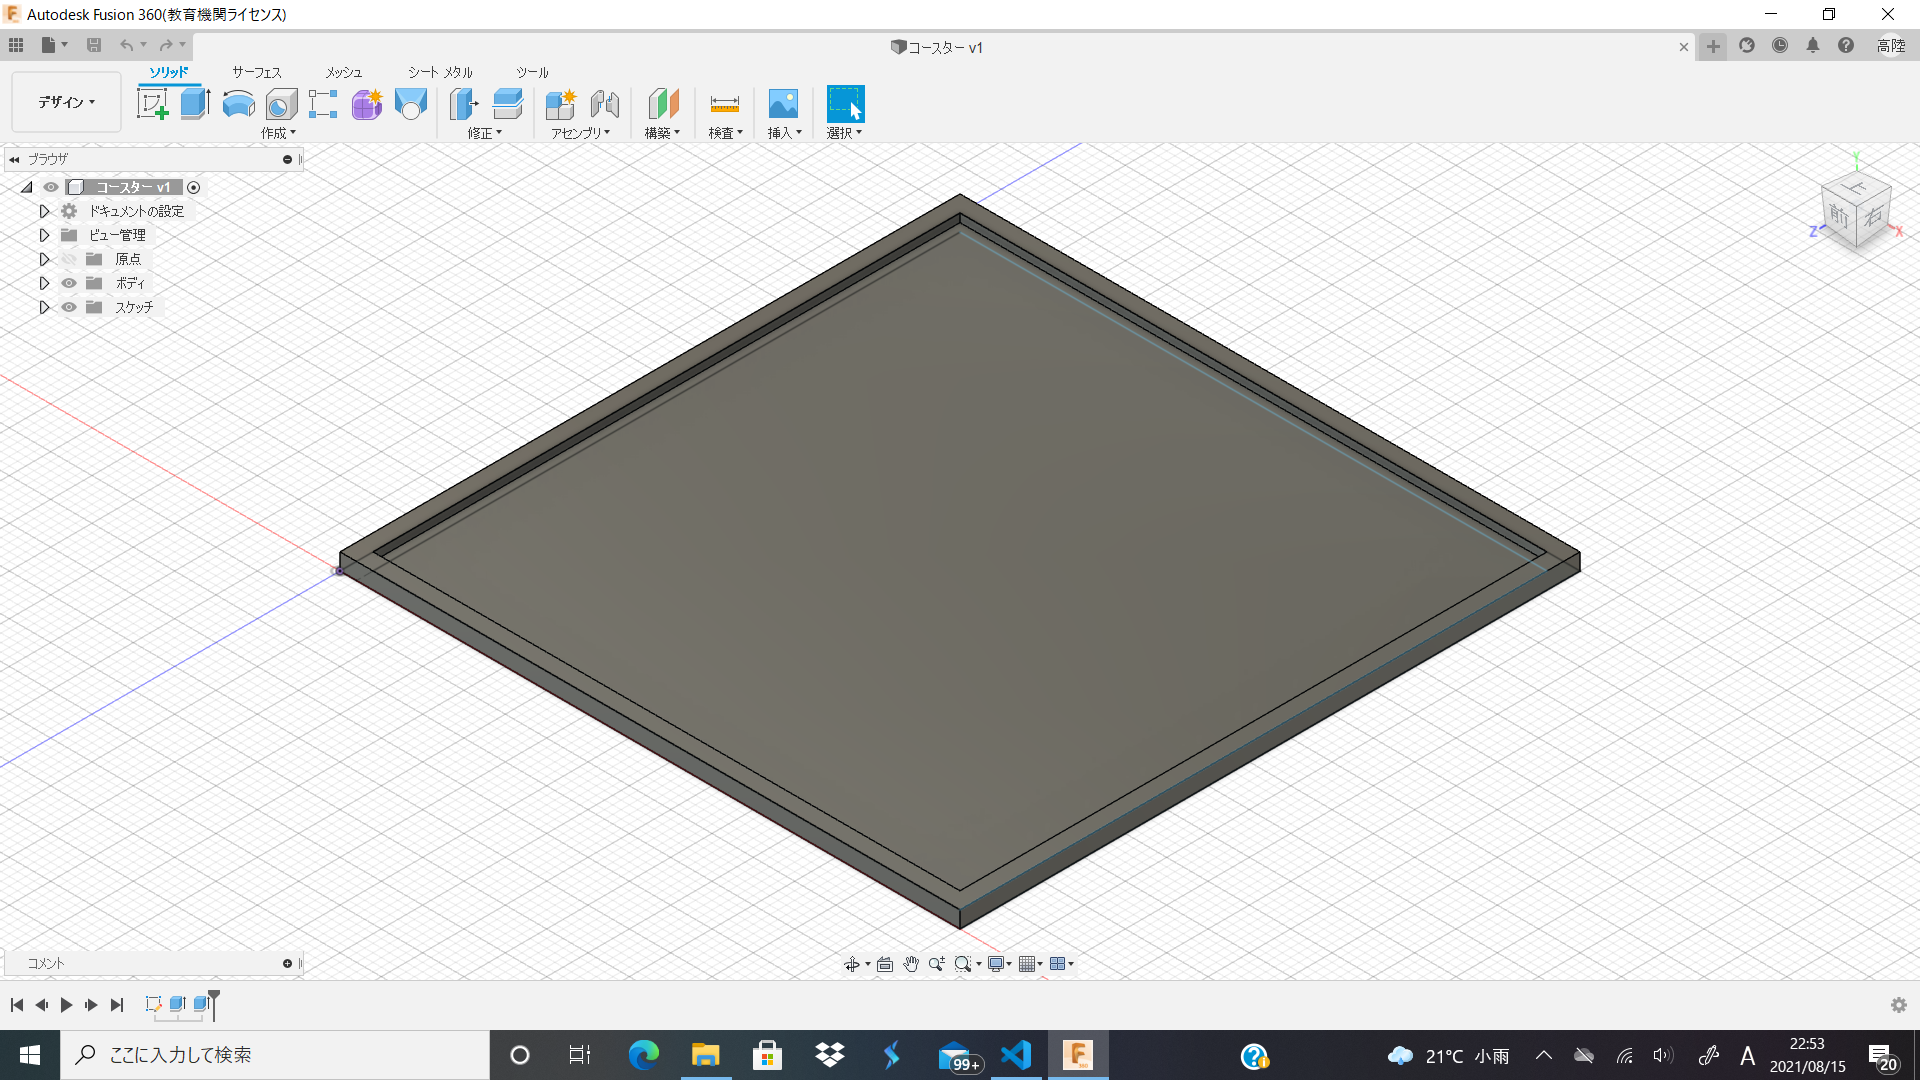 Autodesk Fusion 360(教育機関ライセンス)
コースター v1
高陸
デザイン
ソリッド サーフェス メッシュ シート メタル ツール
作成 修正 アセンブリ 構築 検査 挿入 選択
ブラウザ
コースター v1
ドキュメントの設定
ビュー管理
原点
ボディ
スケッチ
Y
上
前 右
Z X
コメント
ここに入力して検索
99+
F
360
21°C 小雨
A
22:53
2021/08/15
20